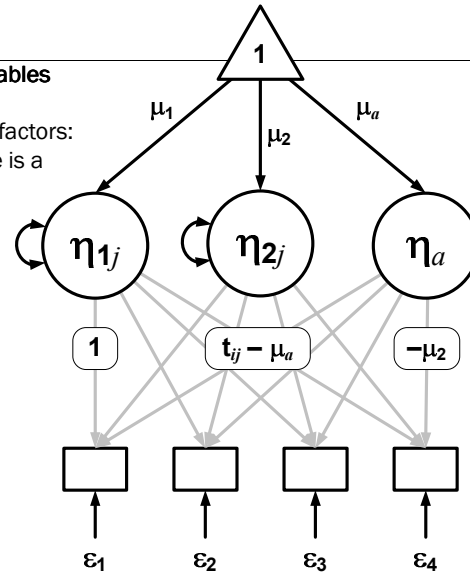 1
ables
factors:
e is a
μ₁
μ₂
μₐ
η₁ⱼ
η₂ⱼ
ηₐ
1
tᵢⱼ – μₐ
–μ₂
ε₁
ε₂
ε₃
ε₄